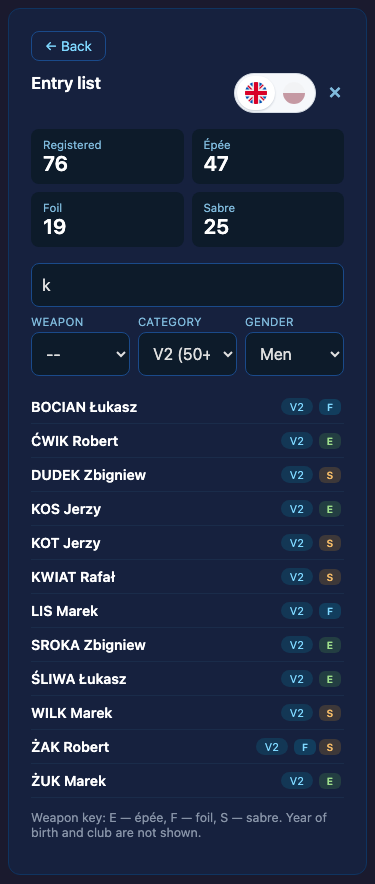 ← Back
Entry list
×
Registered
76
Épée
47
Foil
19
Sabre
25
k
WEAPON CATEGORY GENDER
-- V2 (50+ Men
BOCIAN Łukasz V2 F
ĆWIK Robert V2 E
DUDEK Zbigniew V2 S
KOS Jerzy V2 E
KOT Jerzy V2 S
KWIAT Rafał V2 S
LIS Marek V2 F
SROKA Zbigniew V2 E
ŚLIWA Łukasz V2 E
WILK Marek V2 S
ŻAK Robert V2 F S
ŻUK Marek V2 E
Weapon key: E — épée, F — foil, S — sabre. Year of
birth and club are not shown.